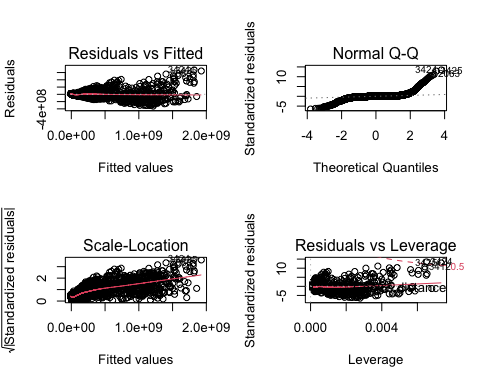 Residuals vs Fitted
Residuals
-4e+08
0.0e+00 1.0e+09 2.0e+09
Fitted values
Normal Q-Q
Standardized residuals
-5 10
-4 -2 0 2 4
Theoretical Quantiles
Scale-Location
√|Standardized residuals|
0 2
0.0e+00 1.0e+09 2.0e+09
Fitted values
Residuals vs Leverage
Standardized residuals
-5 10
0.5
distance
0.000 0.004
Leverage